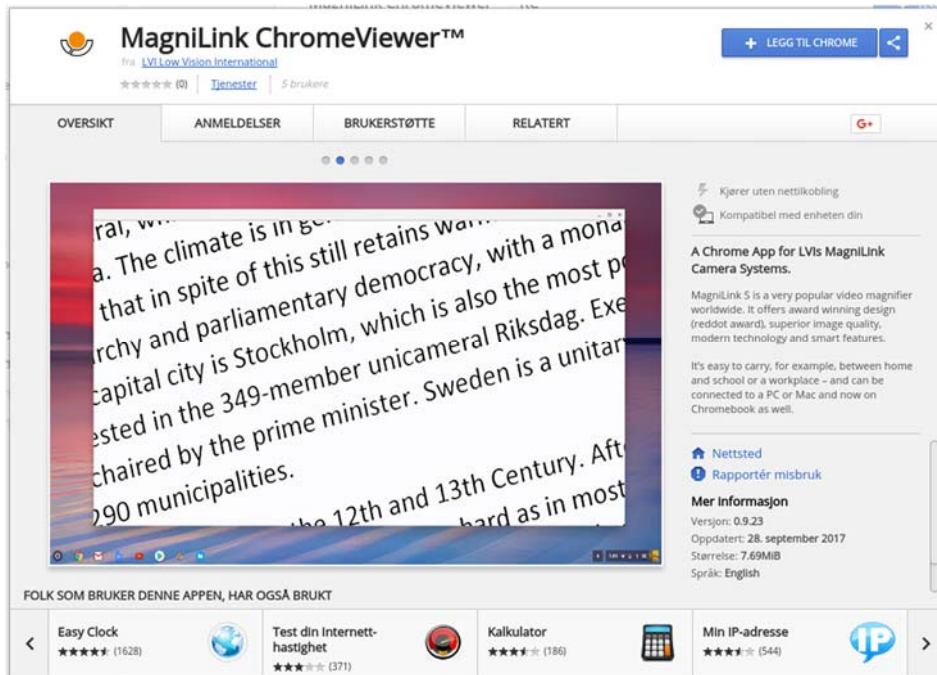 MagniLink ChromeViewer™
fra LVI Low Vision International
(0) Tjenester 5 brukere
+ LEGG TIL CHROME
OVERSIKT ANMELDELSER BRUKERSTØTTE RELATERT G+
ral,
a. The climate is in
that in spite of this still retains
archy and parliamentary democracy, with a mona
capital city is Stockholm, which is also the most po
ested in the 349-member unicameral Riksdag. Exe
chaired by the prime minister. Sweden is a unitar
290 municipalities.
12th and 13th Century. Afte
hard as in most
Kjører uten nettilkobling
Kompatibel med enheten din
A Chrome App for LVIs MagniLink
Camera Systems.
MagniLink S is a very popular video magnifier
worldwide. It offers award winning design
(reddot award), superior image quality,
modern technology and smart features.
It's easy to carry, for example, between home
and school or a workplace – and can be
connected to a PC or Mac and now on
Chromebook as well.
Nettsted
Rapportér misbruk
Mer informasjon
Versjon: 0.9.23
Oppdatert: 28. september 2017
Størrelse: 7.69MiB
Språk: English
FOLK SOM BRUKER DENNE APPEN, HAR OGSÅ BRUKT
Easy Clock
(1628)
Test din Internett-
hastighet
(371)
Kalkulator
(186)
Min IP-adresse
(544)
IP